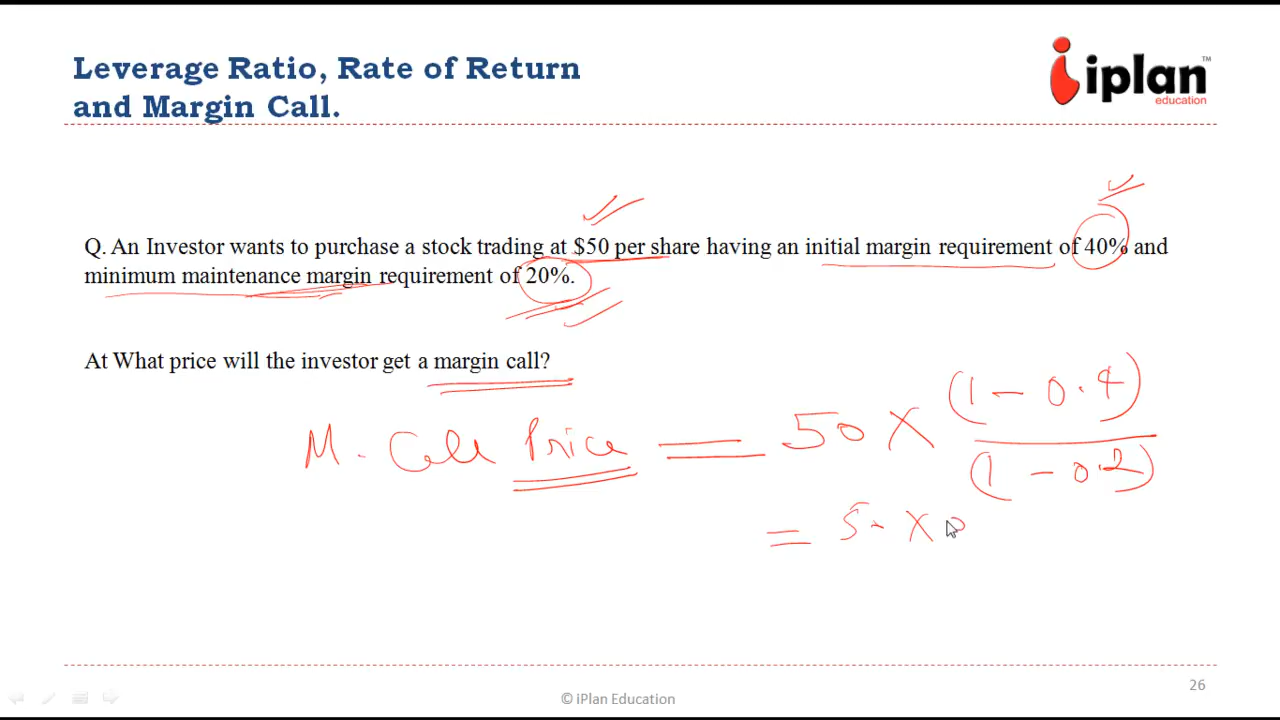 Leverage Ratio, Rate of Return
and Margin Call.
iplan™
education
Q. An Investor wants to purchase a stock trading at $50 per share having an initial margin requirement of 40% and
minimum maintenance margin requirement of 20%.
At What price will the investor get a margin call?
M. Call Price = 50 X (1 - 0.4)
(1 - 0.2)
= 50 X
26
© iPlan Education